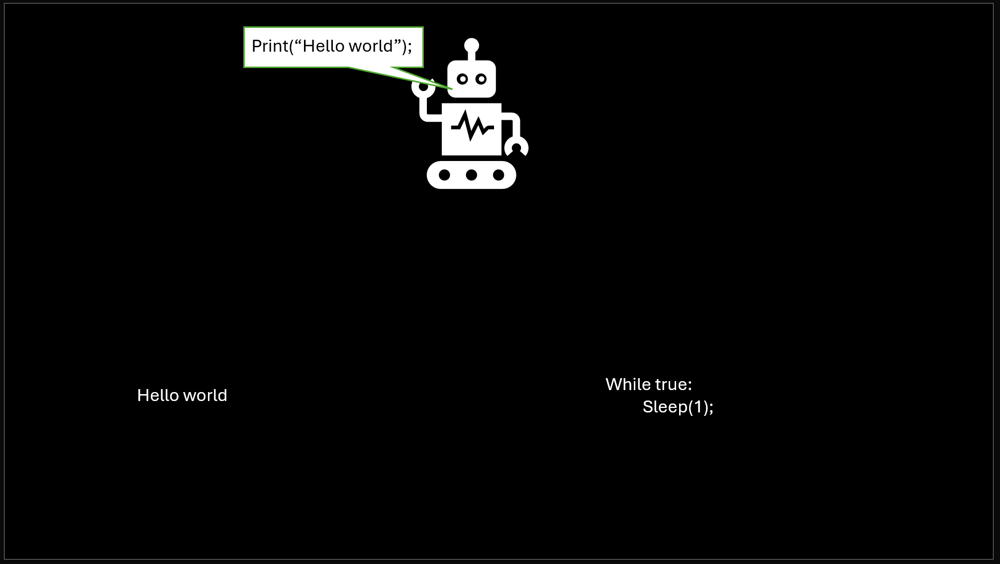 Print(“Hello world”);
Hello world
While true:
Sleep(1);